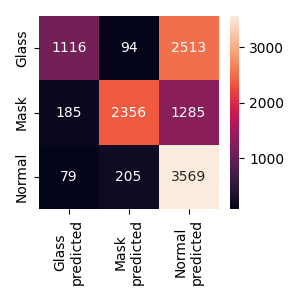 Glass 1116 94 2513
Mask 185 2356 1285
Normal 79 205 3569
Glass predicted
Mask predicted
Normal predicted
3000
2000
1000